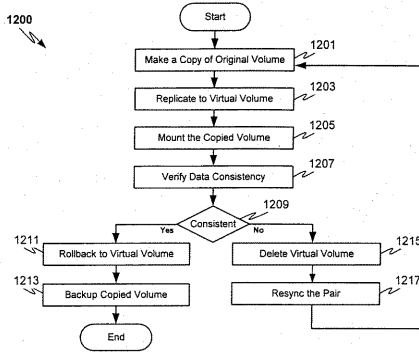 1200
Start
Make a Copy of Original Volume
1201
Replicate to Virtual Volume
1203
Mount the Copied Volume
1205
Verify Data Consistency
1207
Consistent
1209
Yes
No
1211
Rollback to Virtual Volume
Delete Virtual Volume
1215
1213
Backup Copied Volume
Resync the Pair
1217
End